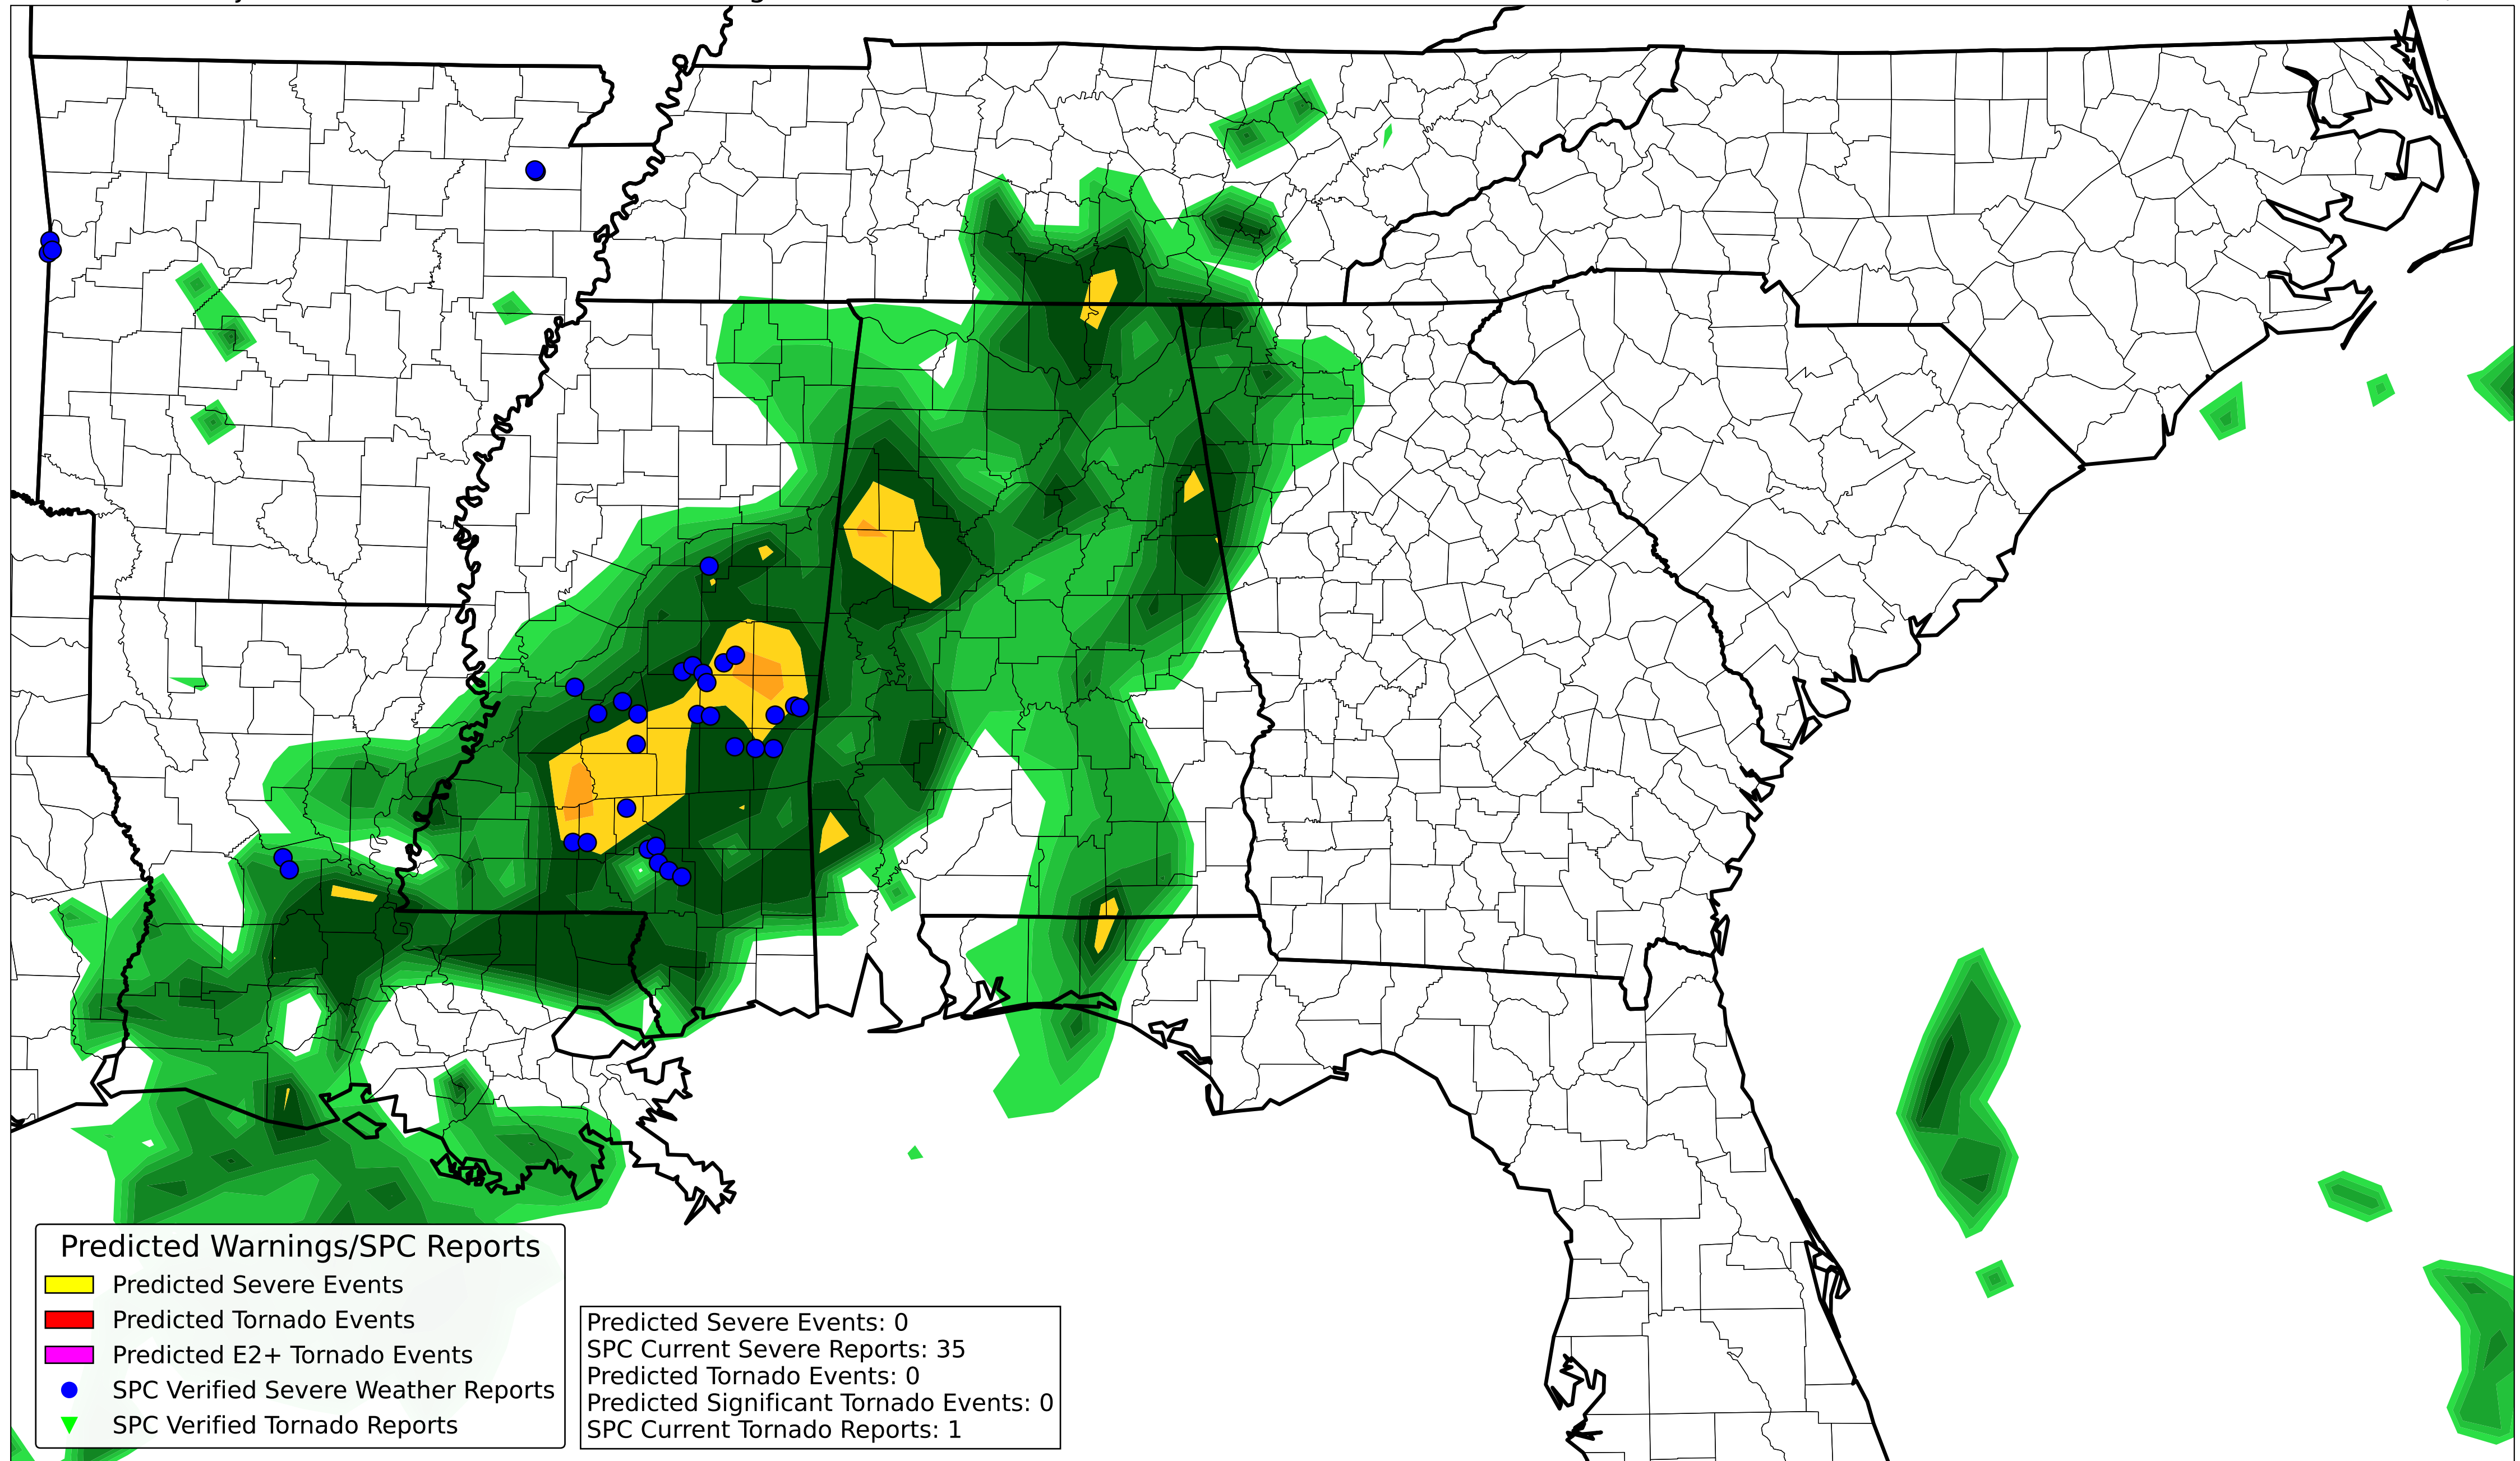 Predicted Warnings/SPC Reports
Predicted Severe Events
Predicted Tornado Events
Predicted E2+ Tornado Events
SPC Verified Severe Weather Reports
SPC Verified Tornado Reports
Predicted Severe Events: 0
SPC Current Severe Reports: 35
Predicted Tornado Events: 0
Predicted Significant Tornado Events: 0
SPC Current Tornado Reports: 1